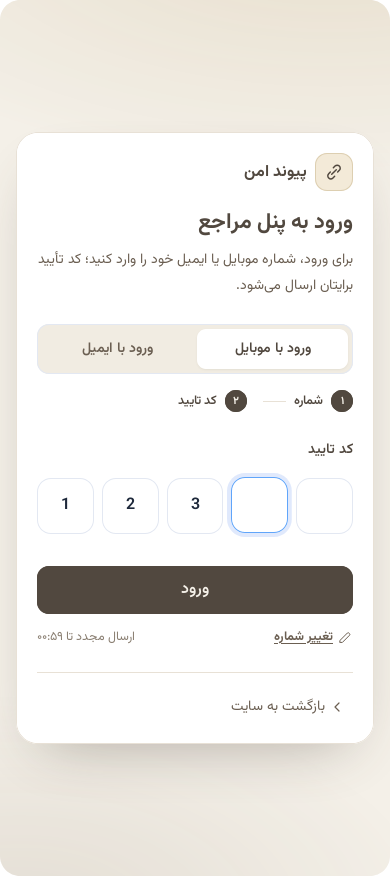 پیوند امن
ورود به پنل مراجع
برای ورود، شماره موبایل یا ایمیل خود را وارد کنید؛ کد تأیید
برایتان ارسال می‌شود.
ورود با موبایل
ورود با ایمیل
۱ شماره
۲ کد تایید
کد تایید
1 2 3
ورود
تغییر شماره
ارسال مجدد تا ۰۰:۵۹
بازگشت به سایت